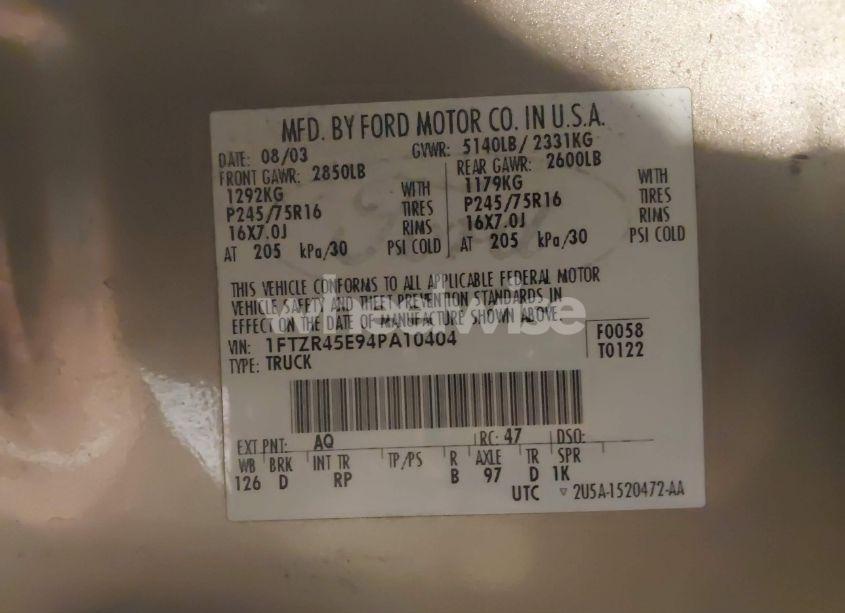 MFD. BY FORD MOTOR CO. IN U.S.A.
DATE: 08/03 GVWR: 5140LB/ 2331KG
FRONT GAWR: 2850LB REAR GAWR: 2600LB
1292KG WITH 1179KG WITH
P245/75R16 TIRES P245/75R16 TIRES
16X7.0J RIMS 16X7.0J RIMS
AT 205 kPa/30 PSI COLD AT 205 kPa/30 PSI COLD
Ford
THIS VEHICLE CONFORMS TO ALL APPLICABLE FEDERAL MOTOR
VEHICLE SAFETY AND THEFT PREVENTION STANDARDS IN
EFFECT ON THE DATE OF MANUFACTURE SHOWN ABOVE.
wheelwise
VIN: 1FTZR45E94PA10404 F0058
TYPE: TRUCK T0122
EXT PNT: AQ RC: 47 DSO:
WB BRK INT TR TP/PS R AXLE TR SPR
126 D RP B 97 D 1K
UTC ▽ 2U5A-1520472-AA